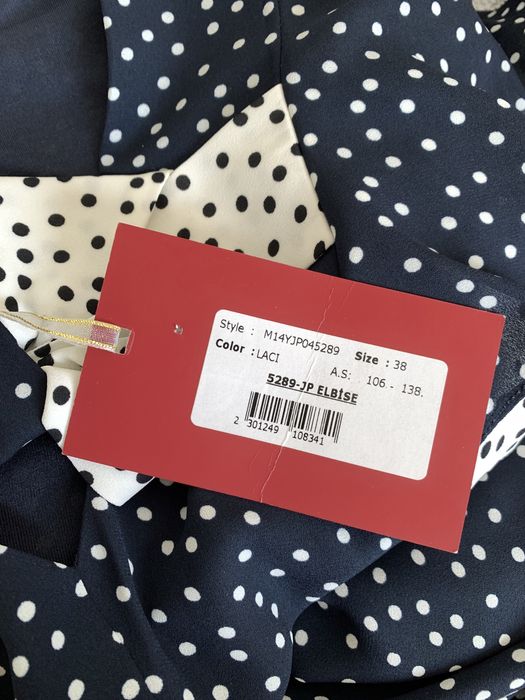 Style : M14YJP045289 Size : 38
Color : LACI A.S: 106 - 138.
5289-JP ELBİSE
2 301249 108341